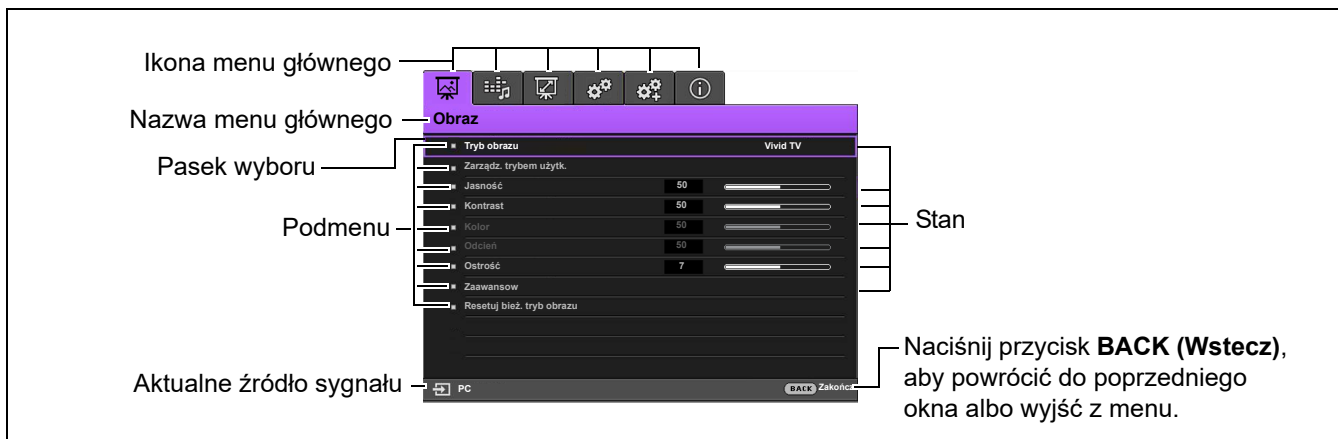 Ikona menu głównego
Nazwa menu głównego
Obraz
Pasek wyboru
Tryb obrazu Vivid TV
Zarządz. trybem użytk.
Jasność 50
Kontrast 50
Podmenu
Kolor 50
Stan
Odcień 50
Ostrość 7
Zaawansow
Resetuj bież. tryb obrazu
Aktualne źródło sygnału
PC
BACK Zakończ
Naciśnij przycisk BACK (Wstecz),
aby powrócić do poprzedniego
okna albo wyjść z menu.